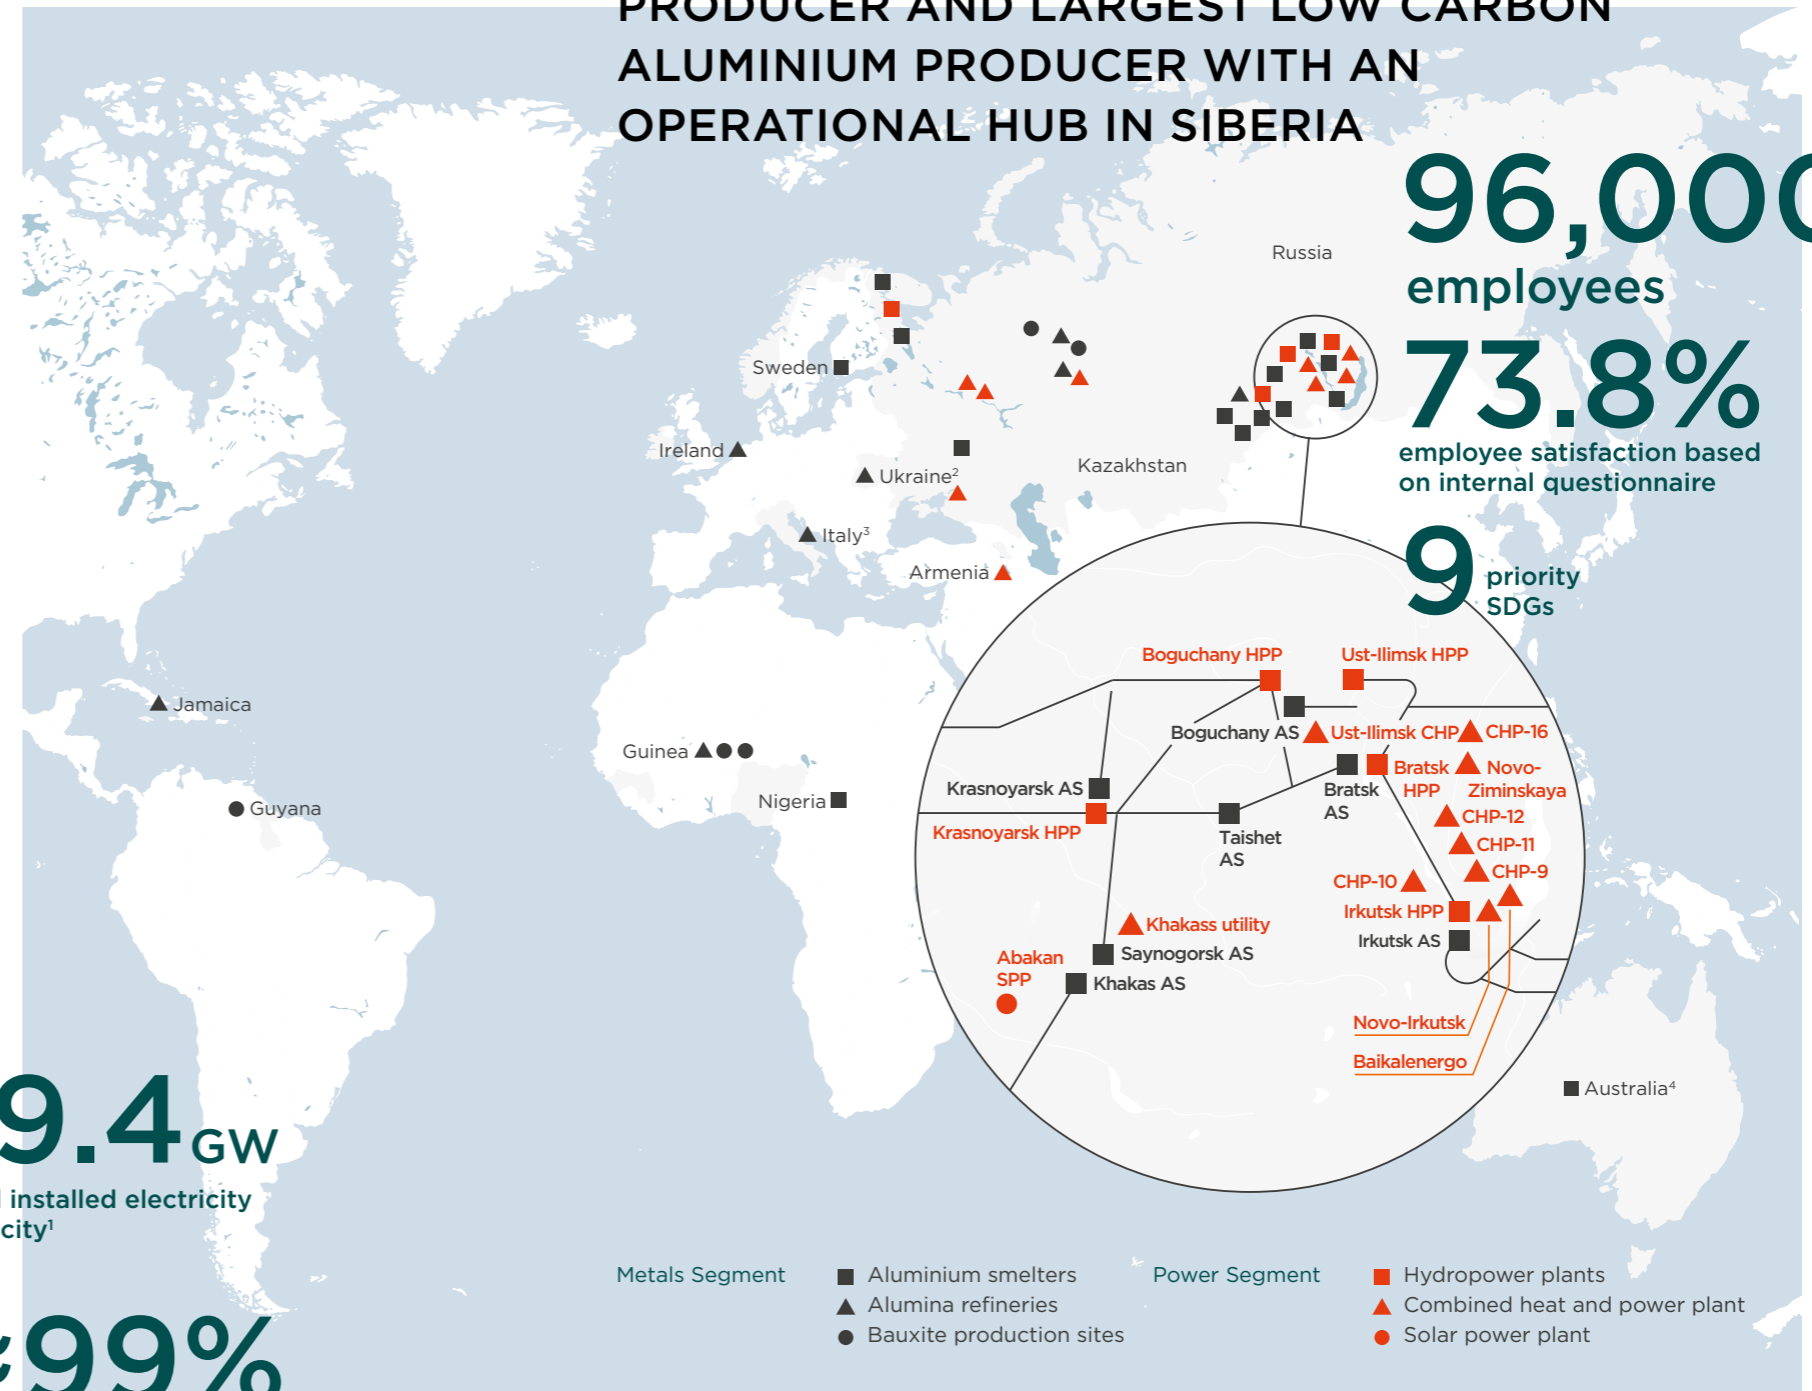 PRODUCER AND LARGEST LOW CARBON
ALUMINIUM PRODUCER WITH AN
OPERATIONAL HUB IN SIBERIA
96,000
employees
73.8%
employee satisfaction based
on internal questionnaire
9 priority
SDGs
Russia
Sweden
Ireland
Ukraine²
Kazakhstan
Italy³
Armenia
Jamaica
Guinea
Nigeria
Guyana
Australia⁴
Boguchany HPP
Ust-Ilimsk HPP
Boguchany AS
Ust-Ilimsk CHP
CHP-16
Krasnoyarsk AS
Bratsk
AS
Bratsk
HPP
Novo-
Ziminskaya
Krasnoyarsk HPP
Taishet
AS
CHP-12
CHP-11
CHP-9
CHP-10
Irkutsk HPP
Irkutsk AS
Khakass utility
Saynogorsk AS
Abakan
SPP
Khakas AS
Novo-Irkutsk
Baikalenergo
9.4 GW
installed electricity
city¹
99%
Metals Segment
Aluminium smelters
Alumina refineries
Bauxite production sites
Power Segment
Hydropower plants
Combined heat and power plant
Solar power plant